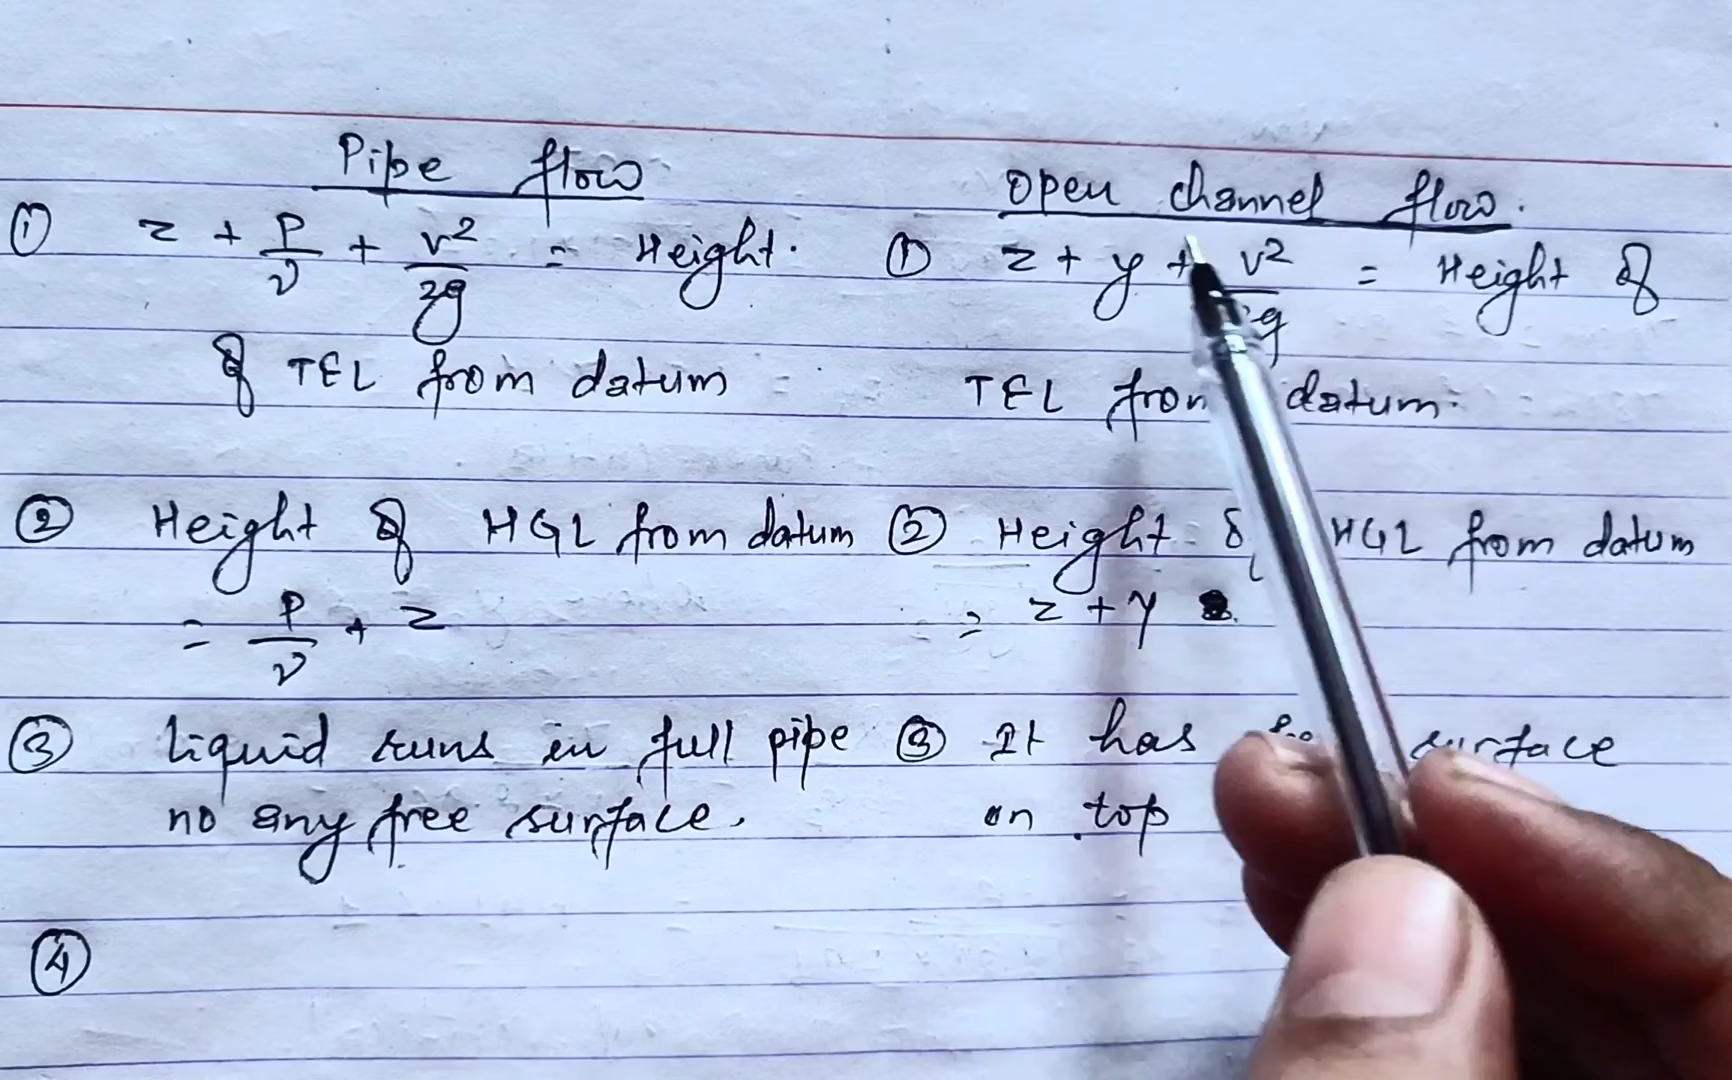 Pipe flow
① z + P/ν + v²/2g = Height.
of TEL from datum
② Height of HGL from datum
= P/ν + z
③ liquid runs in full pipe
no any free surface.
④
Open channel flow.
① z + y + v²/2g = Height of
TEL from datum.
② Height of HGL from datum
= z + y
③ It has surface
on top